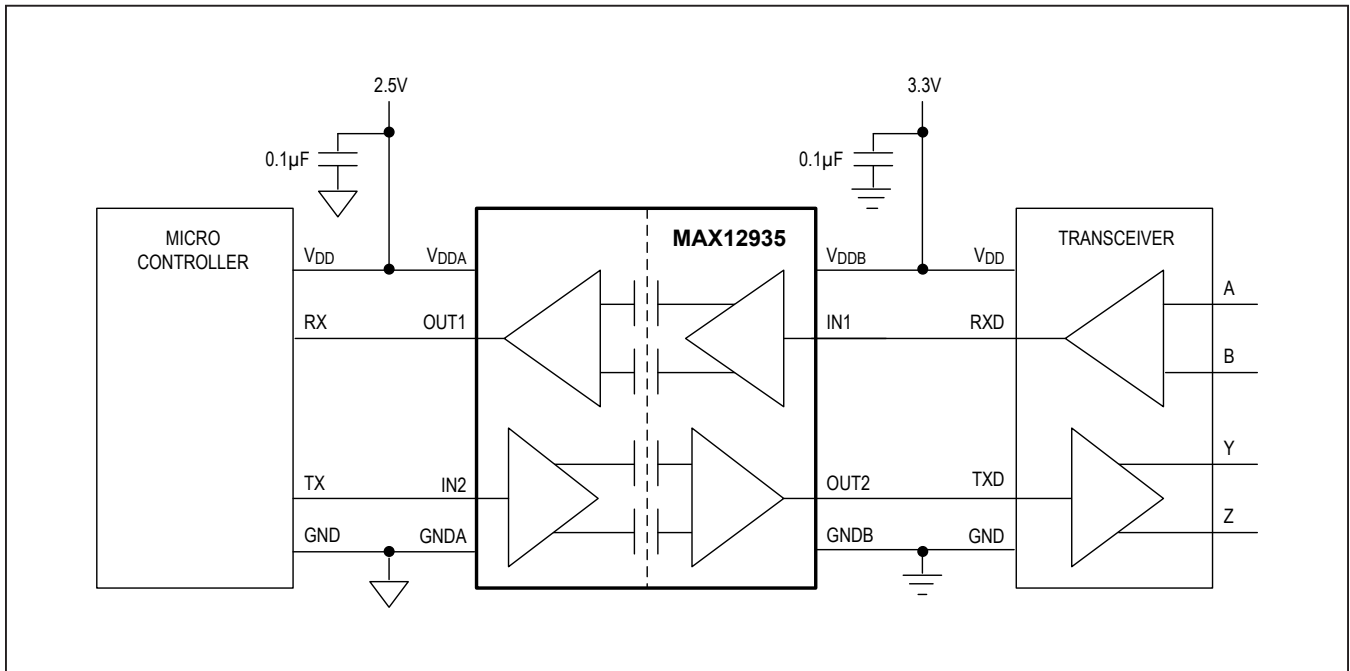 2.5V
3.3V
0.1µF
0.1µF
MICRO
CONTROLLER
MAX12935
TRANSCEIVER
VDD
VDDA
VDDB
VDD
A
RX
OUT1
IN1
RXD
B
Y
TX
IN2
OUT2
TXD
Z
GND
GNDA
GNDB
GND